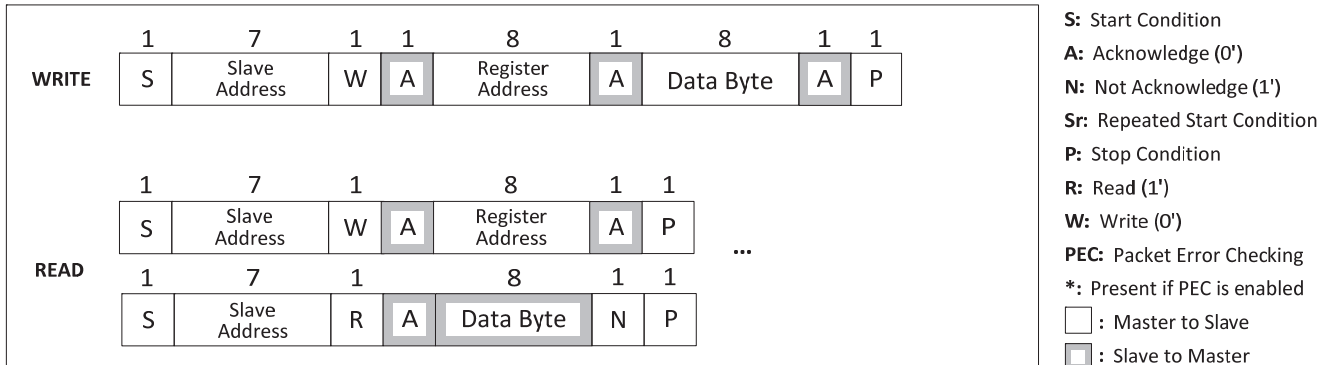 1 7 1 1 8 1 8 1 1
WRITE S Slave Address W A Register Address A Data Byte A P
1 7 1 8 1 1
S Slave Address W A Register Address A P
...
READ
1 7 1 8 1 1
S Slave Address R A Data Byte N P
S: Start Condition
A: Acknowledge (0')
N: Not Acknowledge (1')
Sr: Repeated Start Condition
P: Stop Condition
R: Read (1')
W: Write (0')
PEC: Packet Error Checking
*: Present if PEC is enabled
: Master to Slave
: Slave to Master